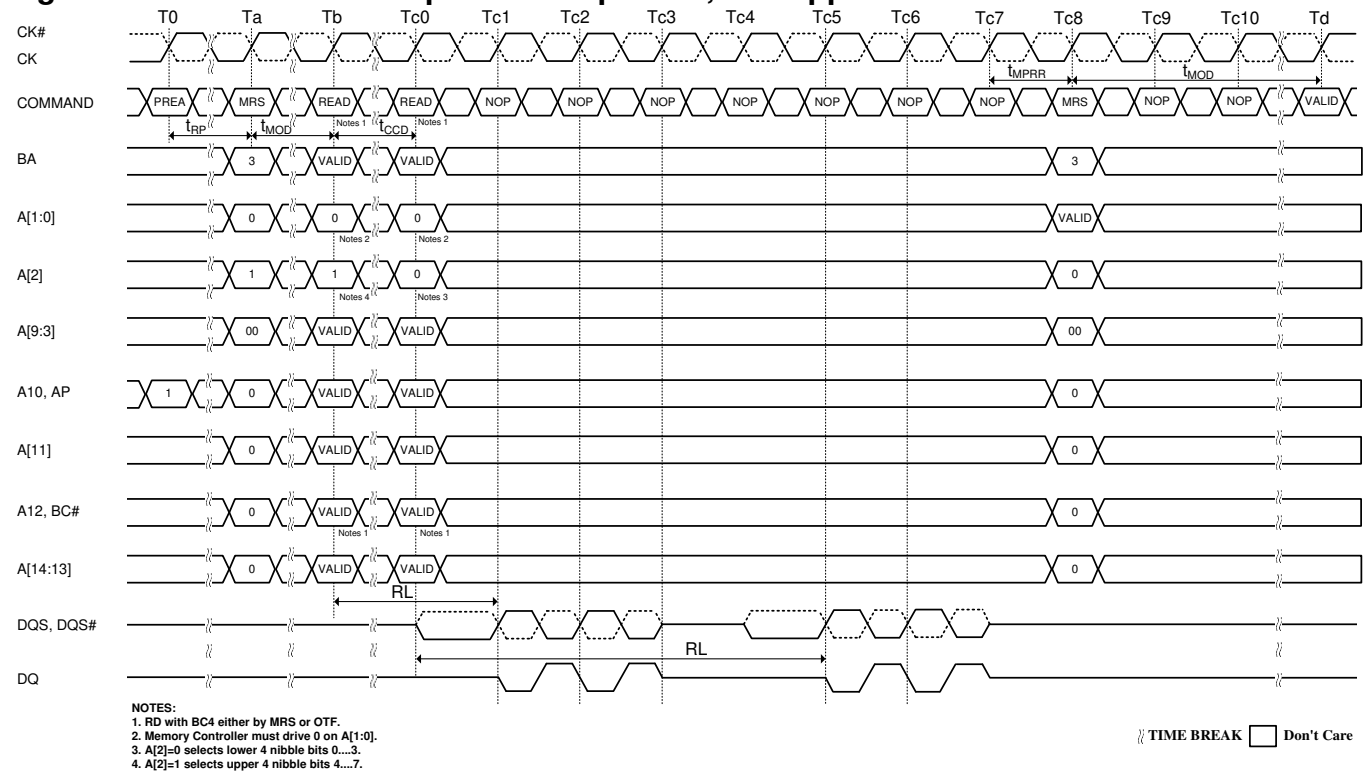 T0 Ta Tb Tc0 Tc1 Tc2 Tc3 Tc4 Tc5 Tc6 Tc7 Tc8 Tc9 Tc10 Td
CK#
CK
tMPRR tMOD
COMMAND PREA MRS READ READ NOP NOP NOP NOP NOP NOP NOP MRS NOP NOP VALID
Notes 1 Notes 1
tRP tMOD tCCD
BA 3 VALID VALID 3
A[1:0] 0 0 0 VALID
Notes 2 Notes 2
A[2] 1 1 0 0
Notes 4 Notes 3
A[9:3] 00 VALID VALID 00
A10, AP 1 0 VALID VALID 0
A[11] 0 VALID VALID 0
A12, BC# 0 VALID VALID 0
Notes 1 Notes 1
A[14:13] 0 VALID VALID 0
RL
DQS, DQS#
RL
DQ
NOTES:
1. RD with BC4 either by MRS or OTF.
2. Memory Controller must drive 0 on A[1:0].
3. A[2]=0 selects lower 4 nibble bits 0....3.
4. A[2]=1 selects upper 4 nibble bits 4....7.
TIME BREAK Don't Care